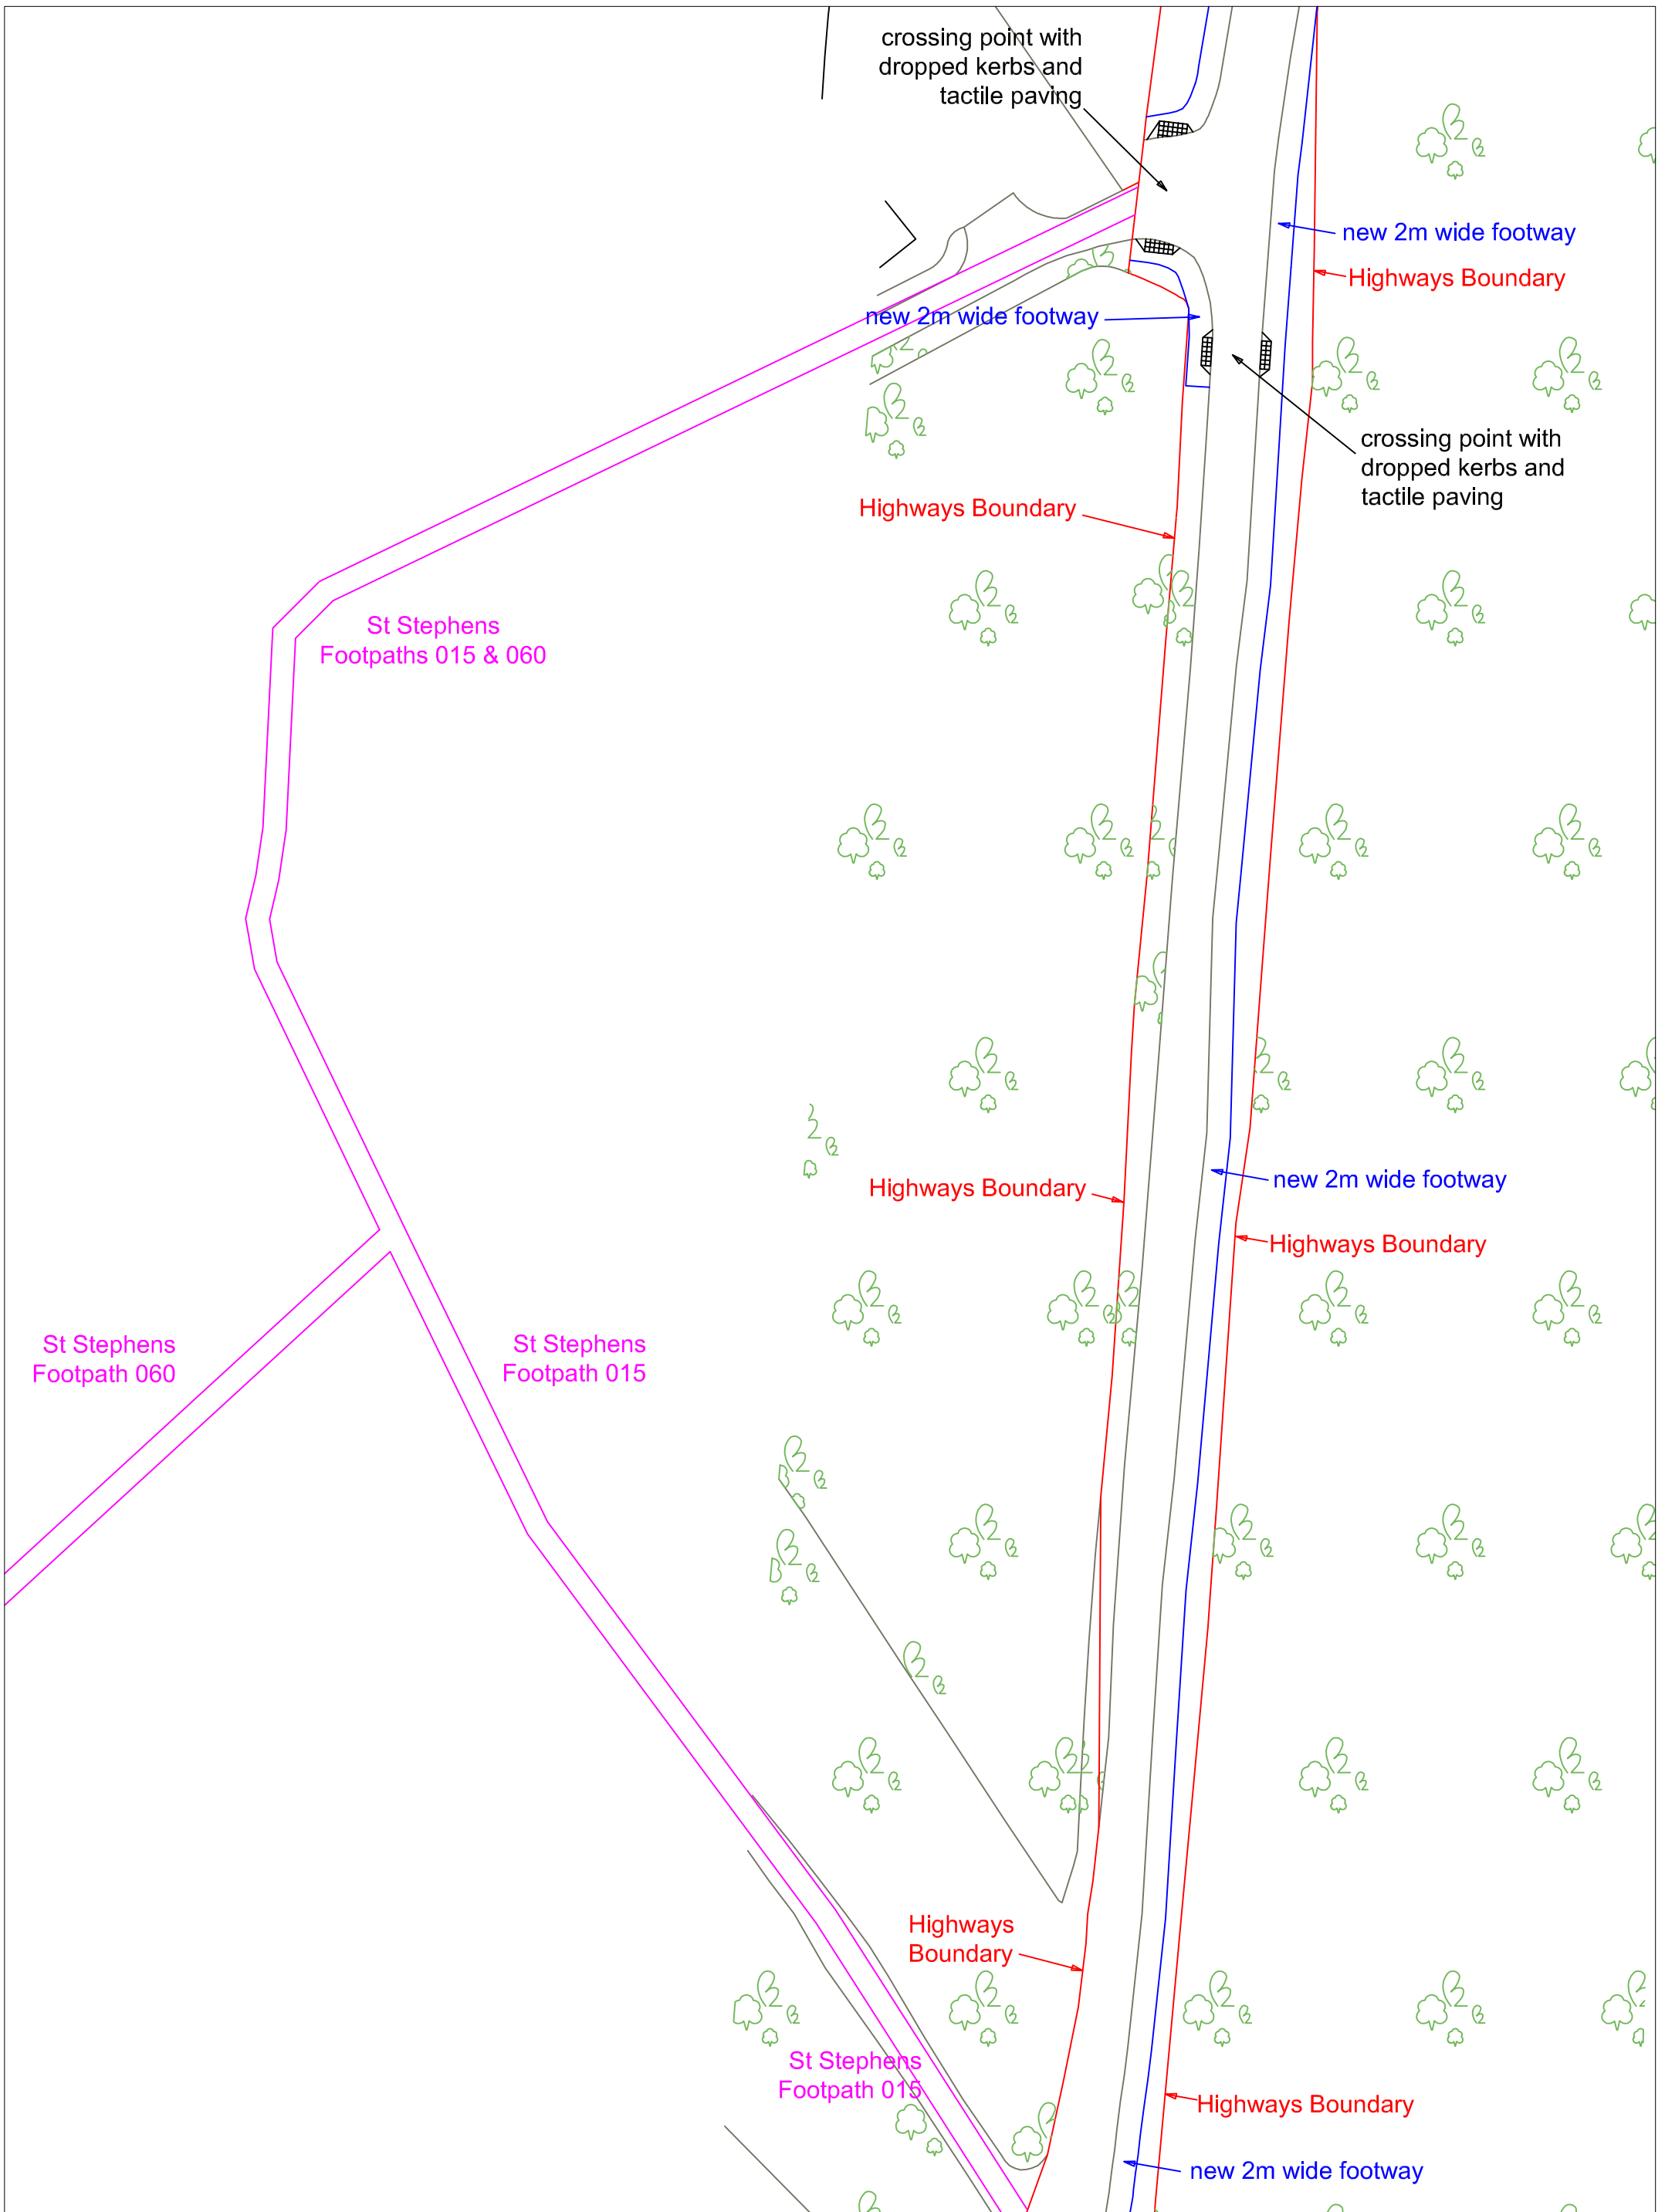 crossing point with
dropped kerbs and
tactile paving
new 2m wide footway
Highways Boundary
new 2m wide footway
crossing point with
dropped kerbs and
tactile paving
Highways Boundary
St Stephens
Footpaths 015 & 060
new 2m wide footway
Highways Boundary
Highways Boundary
St Stephens
Footpath 060
St Stephens
Footpath 015
Highways
Boundary
St Stephens
Footpath 015
Highways Boundary
new 2m wide footway